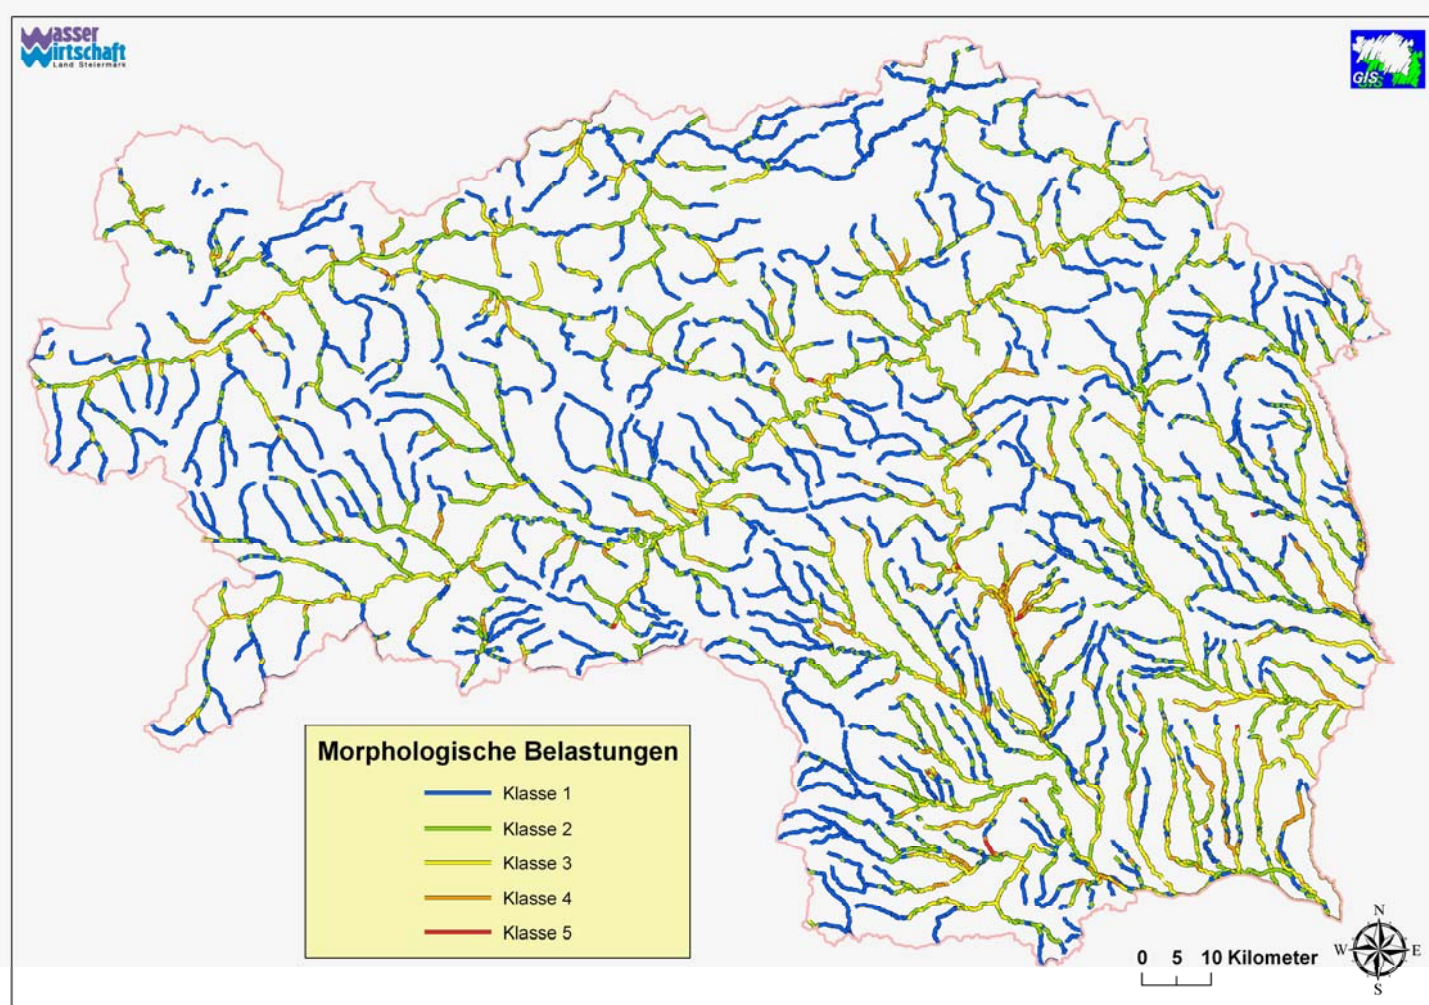 Wasser
Wirtschaft
Land Steiermark
GIS
GIS
Morphologische Belastungen
Klasse 1
Klasse 2
Klasse 3
Klasse 4
Klasse 5
0 5 10 Kilometer
N
W E
S